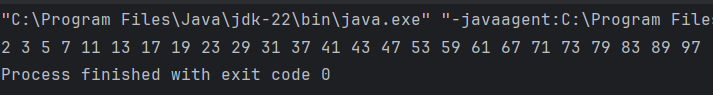 "C:\Program Files\Java\jdk-22\bin\java.exe" "-javaagent:C:\Program Files
2 3 5 7 11 13 17 19 23 29 31 37 41 43 47 53 59 61 67 71 73 79 83 89 97
Process finished with exit code 0